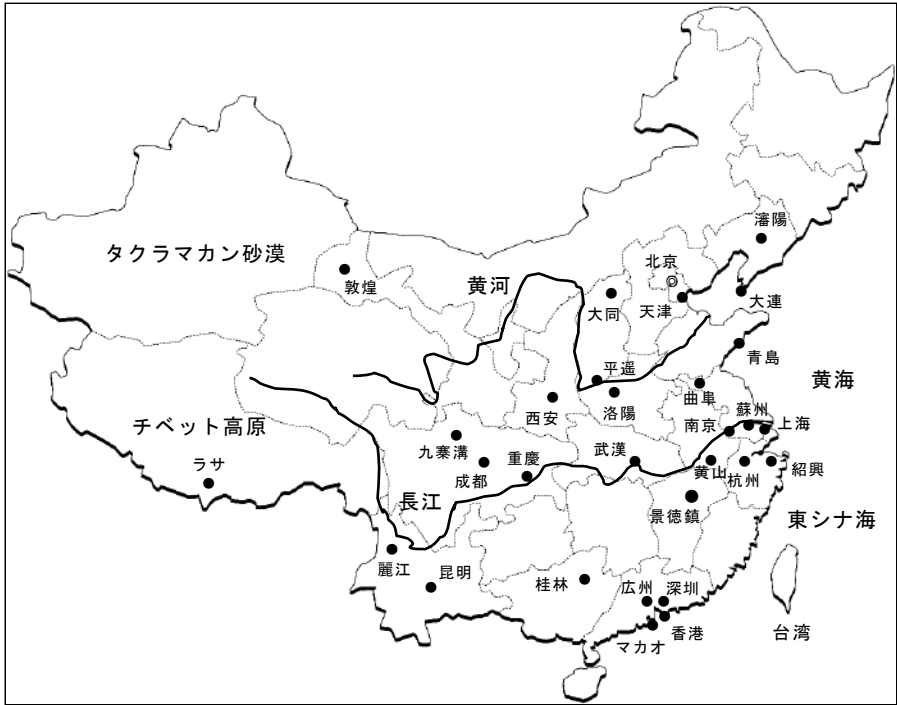 瀋陽
タクラマカン砂漠
北京
敦煌
黄河
大同
天津
大連
青島
平遥
黄海
曲阜
洛陽
西安
蘇州
南京
上海
チベット高原
九寨溝
武漢
ラサ
成都
重慶
黄山
杭州
紹興
長江
景徳鎮
東シナ海
麗江
昆明
桂林
広州
深圳
香港
マカオ
台湾